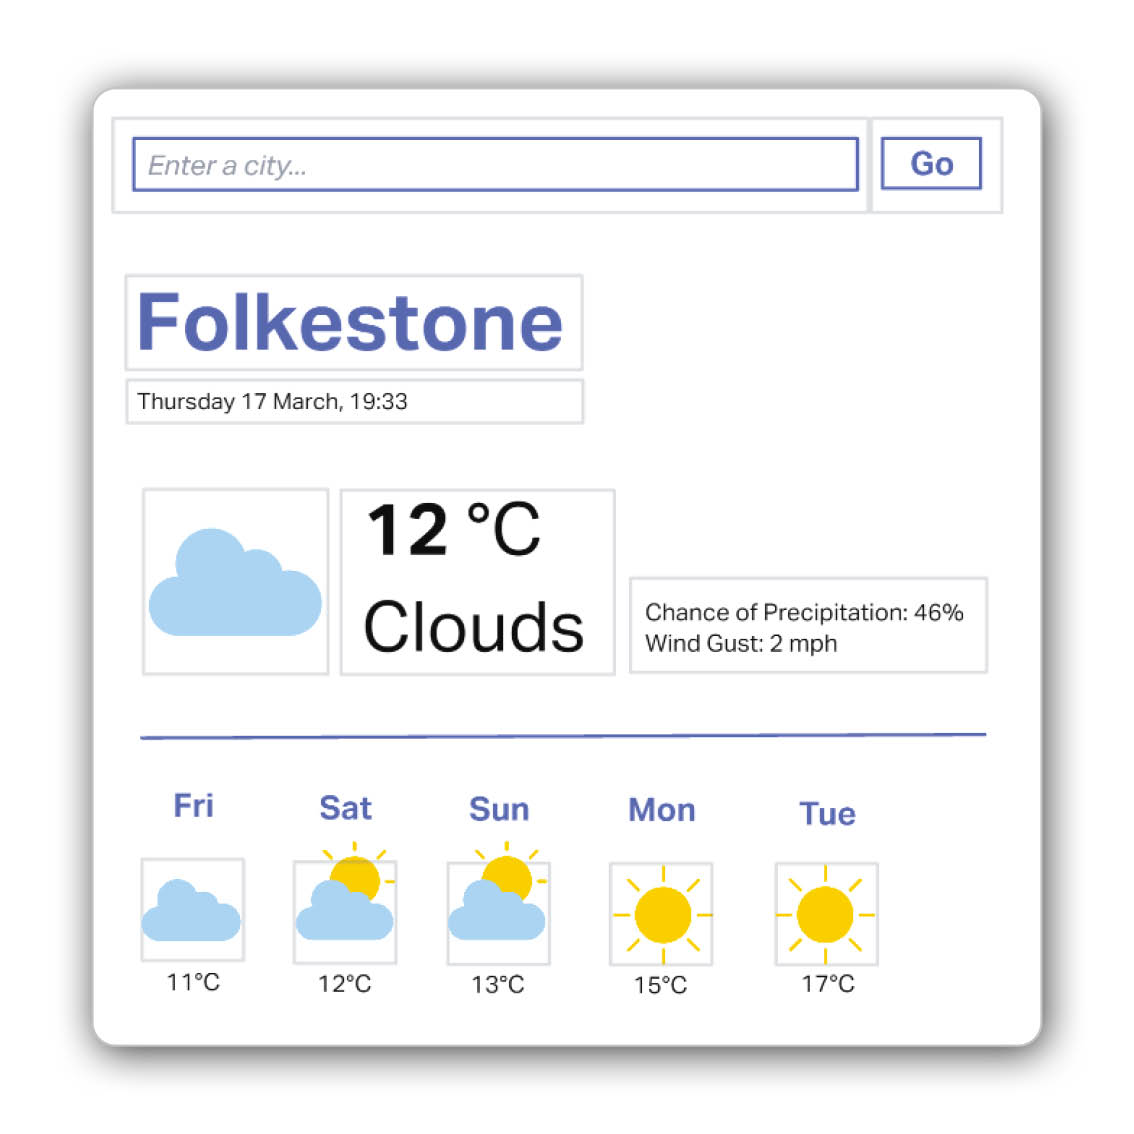 Enter a city...
Go
Folkestone
Thursday 17 March, 19:33
12 °C
Clouds
Chance of Precipitation: 46%
Wind Gust: 2 mph
Fri
Sat
Sun
Mon
Tue
11°C
12°C
13°C
15°C
17°C